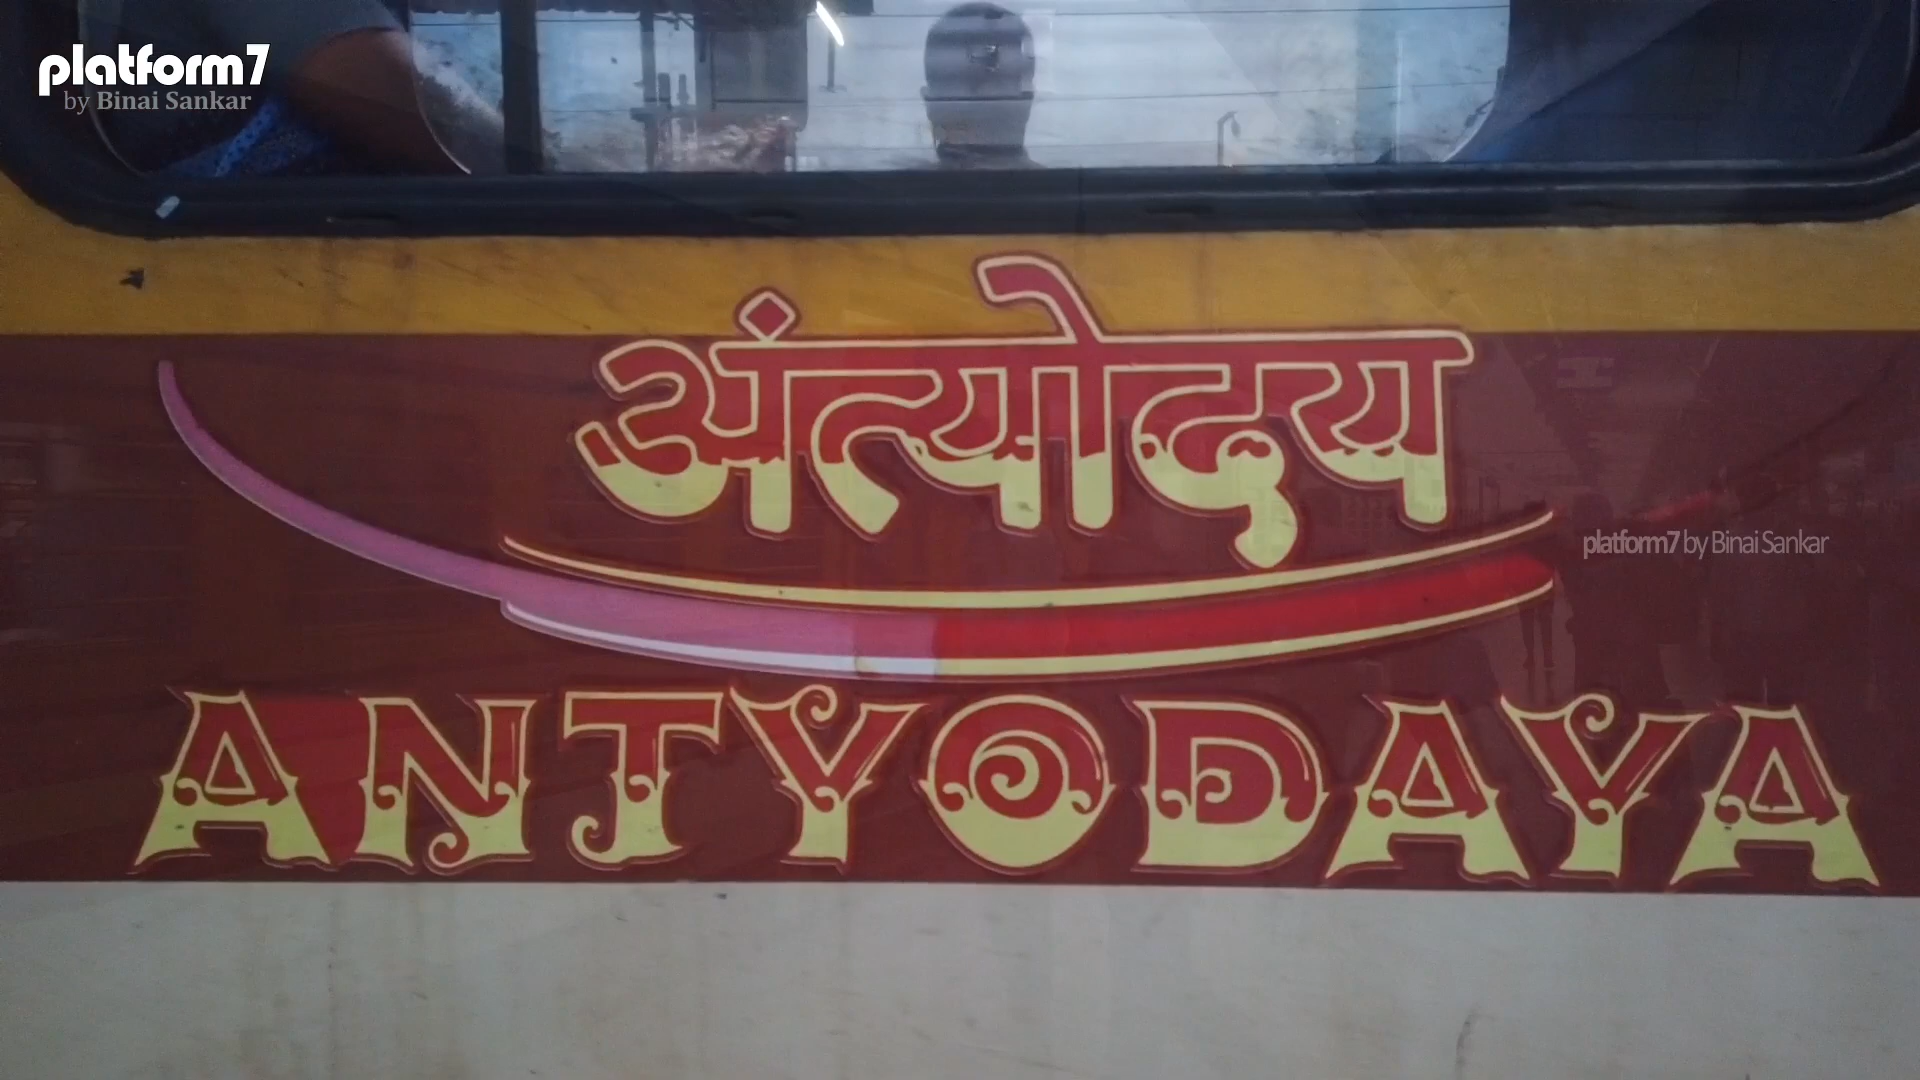 platform7
by Binai Sankar
अंत्योदय
platform7 by Binai Sankar
ANTYODAYA